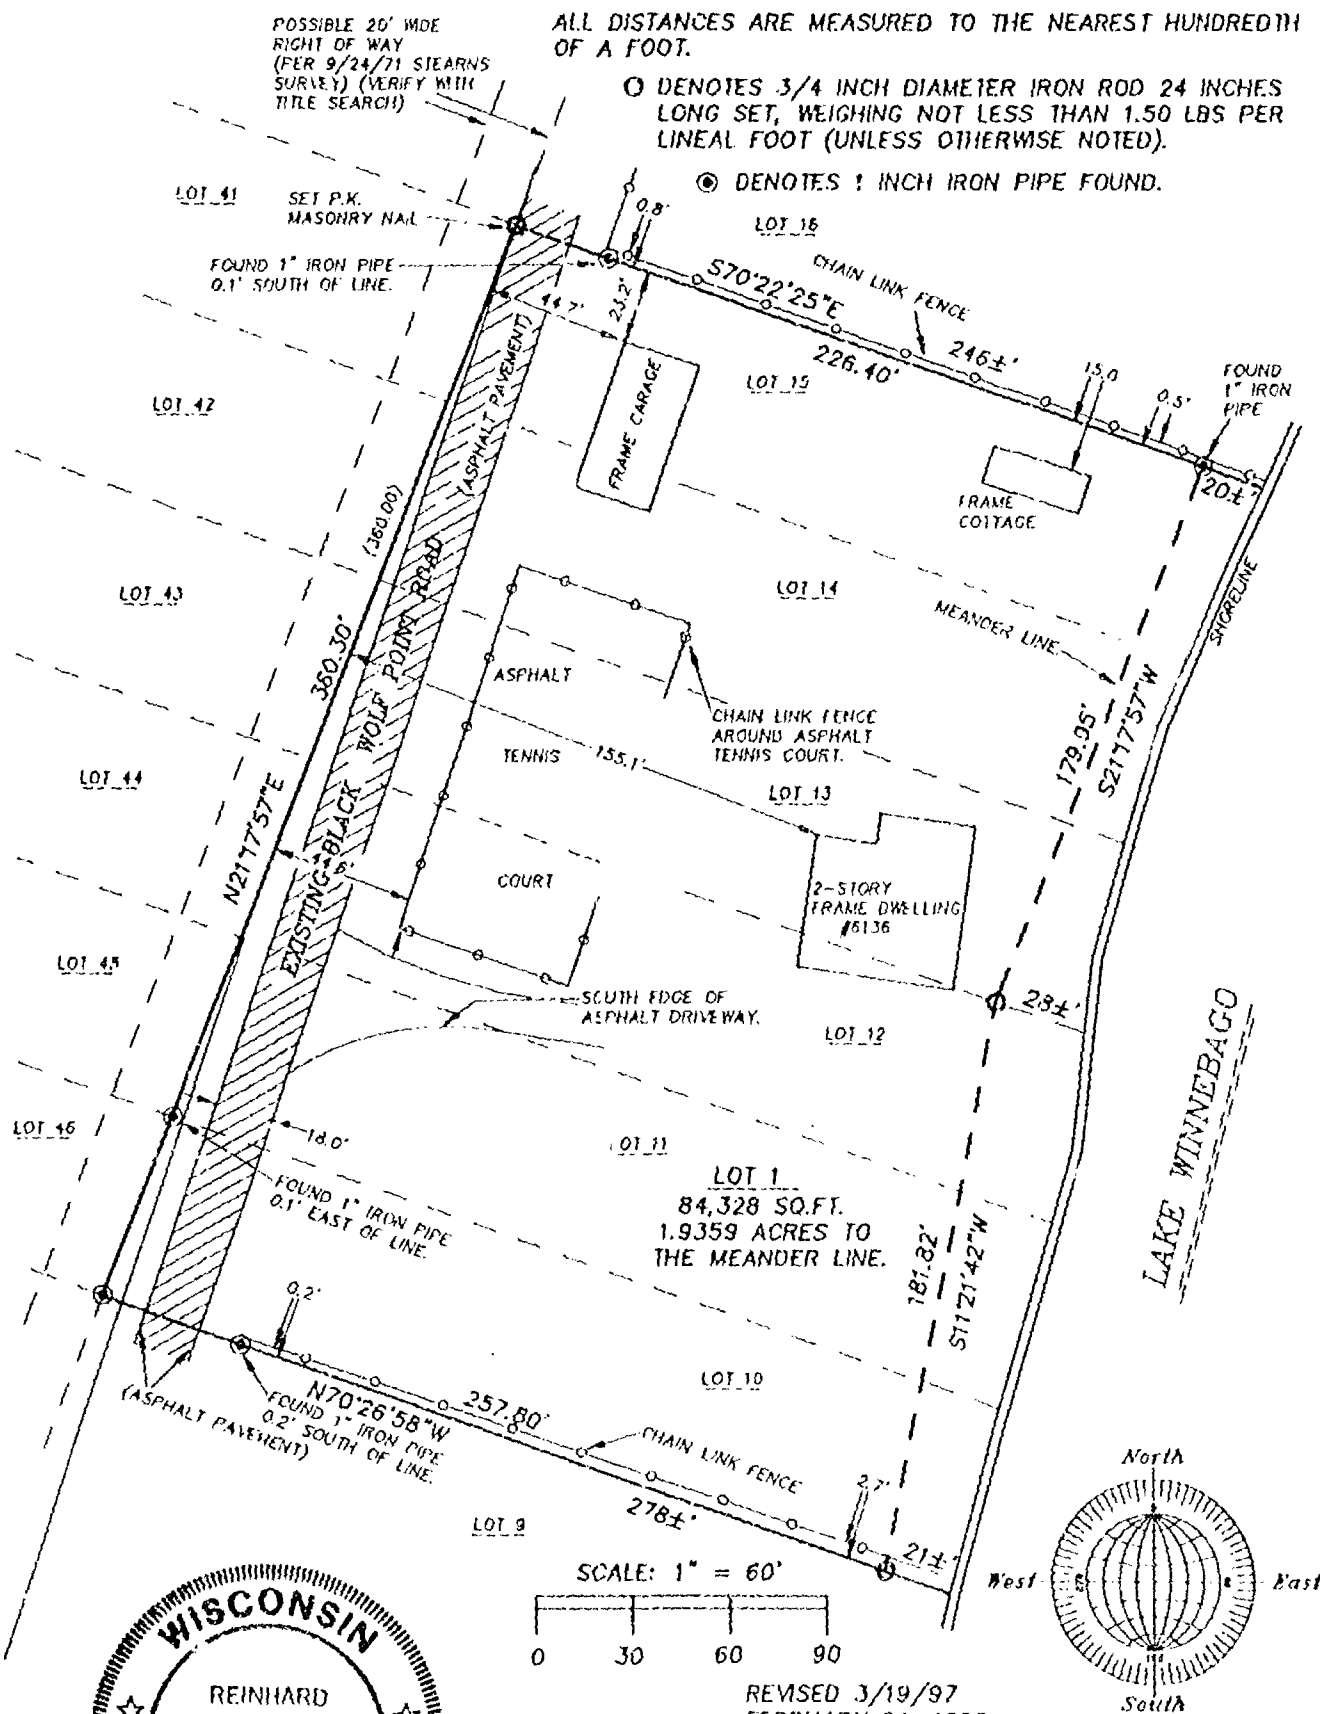 POSSIBLE 20' WIDE
RIGHT OF WAY
(PER 9/24/71 STEARNS
SURVEY) (VERIFY WITH
TITLE SEARCH)
ALL DISTANCES ARE MEASURED TO THE NEAREST HUNDREDTH
OF A FOOT.
O DENOTES 3/4 INCH DIAMETER IRON ROD 24 INCHES
LONG SET, WEIGHING NOT LESS THAN 1.50 LBS PER
LINEAL FOOT (UNLESS OTHERWISE NOTED).
DENOTES 1 INCH IRON PIPE FOUND.
LOT 41
SET P.K.
MASONRY NAIL
0.8'
LOT 16
FOUND 1" IRON PIPE
0.1' SOUTH OF LINE.
S70°22'25"E
CHAIN LINK FENCE
44.7'
23.2'
226.40'
246±'
15.0
0.5'
FOUND
1" IRON
PIPE
LOT 15
LOT 42
(ASPHALT PAVEMENT)
FRAME GARAGE
FRAME
COTTAGE
20±'
(360.00)
LOT 43
LOT 14
MEANDER LINE
SHORELINE
360.30'
ASPHALT
CHAIN LINK FENCE
AROUND ASPHALT
TENNIS COURT.
179.95'
S21°17'57"W
TENNIS
155.1'
LOT 44
LOT 13
N21°17'57"E
EXISTING BLACK WOLF POINT ROAD
COURT
2-STORY
FRAME DWELLING
#6136
LOT 45
SOUTH EDGE OF
ASPHALT DRIVEWAY.
28±'
LOT 12
LAKE WINNEBAGO
LOT 46
18.0'
LOT 11
FOUND 1" IRON PIPE
0.1' EAST OF LINE.
LOT 1
84,328 SQ.FT.
1.9359 ACRES TO
THE MEANDER LINE.
181.82'
S11°21'42"W
0.2'
LOT 10
(ASPHALT PAVEMENT)
N70°26'58"W
257.80'
FOUND 1" IRON PIPE
0.2' SOUTH OF LINE.
CHAIN LINK FENCE
278±'
2.7'
21±'
LOT 9
SCALE: 1" = 60'
0 30 60 90
North
West
East
South
WISCONSIN
REINHARD
REVISED 3/19/97